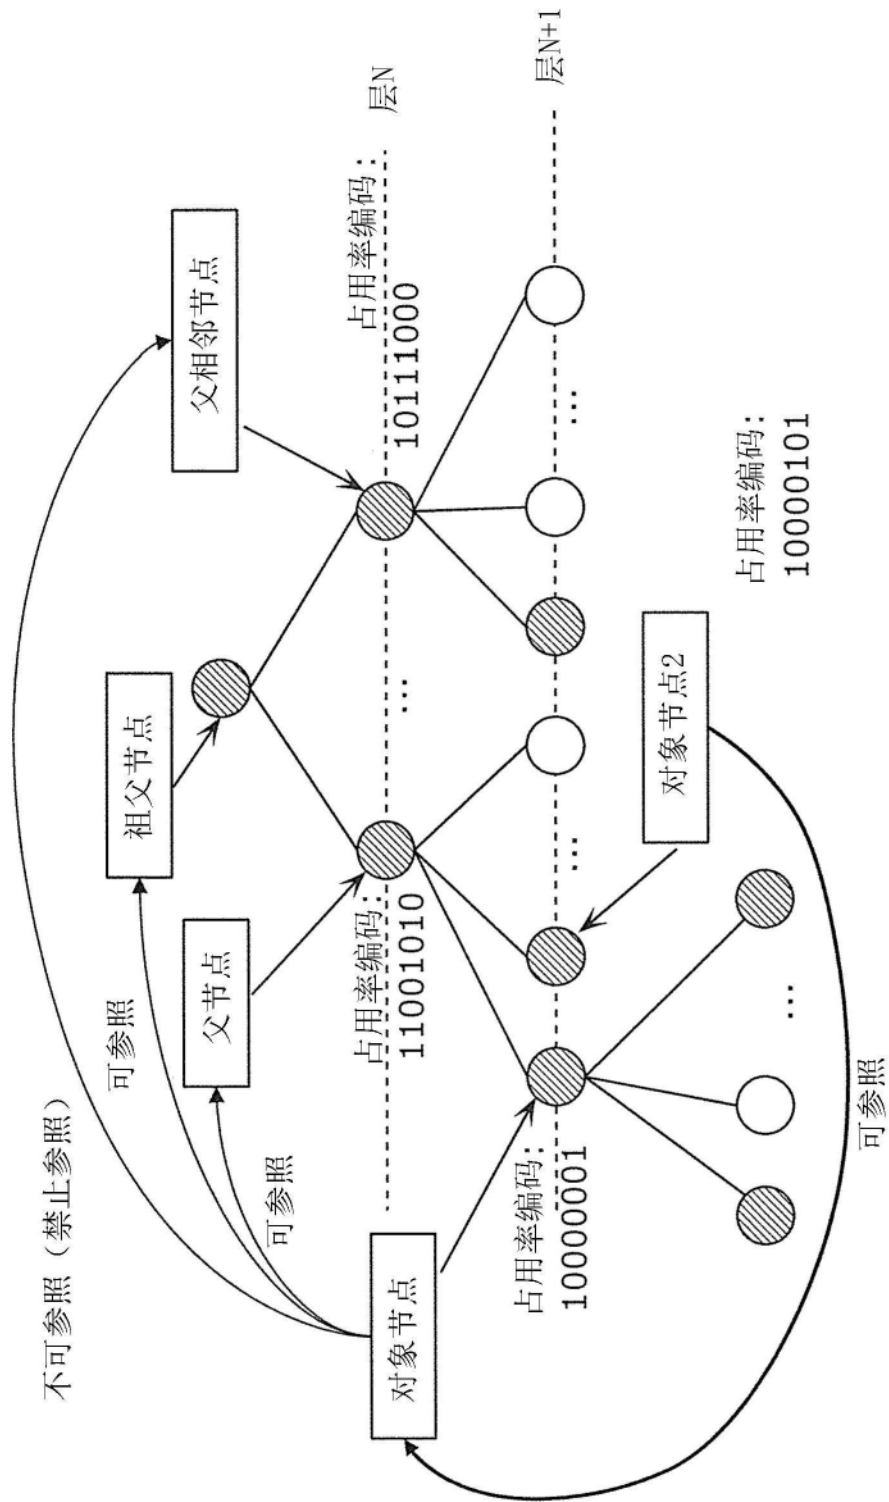 不可参照（禁止参照）
可参照
祖父节点
父相邻节点
可参照
父节点
对象节点
占用率编码:
11001010
...
占用率编码:
10111000
层N
占用率编码:
10000001
...
...
层N+1
对象节点2
占用率编码:
10000101
...
可参照